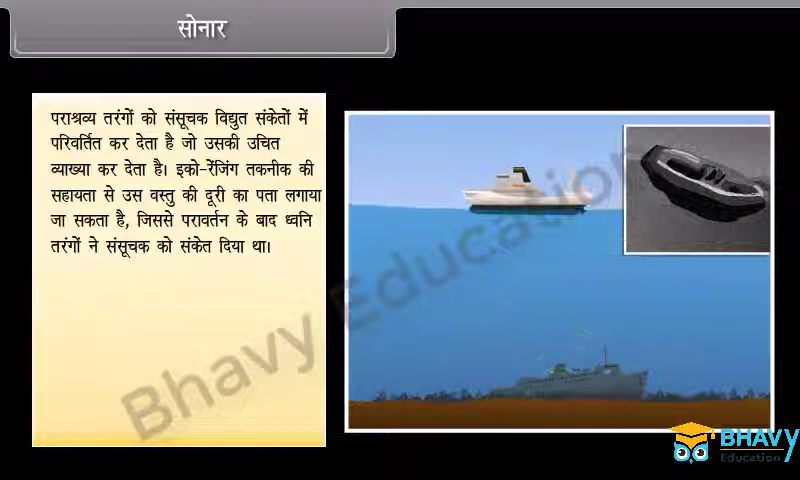 सोनार
पराश्रव्य तरंगों को संसूचक विद्युत संकेतों में
परिवर्तित कर देता है जो उसकी उचित
व्याख्या कर देता है। इको-रेंजिंग तकनीक की
सहायता से उस वस्तु की दूरी का पता लगाया
जा सकता है, जिससे परावर्तन के बाद ध्वनि
तरंगों ने संसूचक को संकेत दिया था।
Bhavy Education
BHAVY
Education